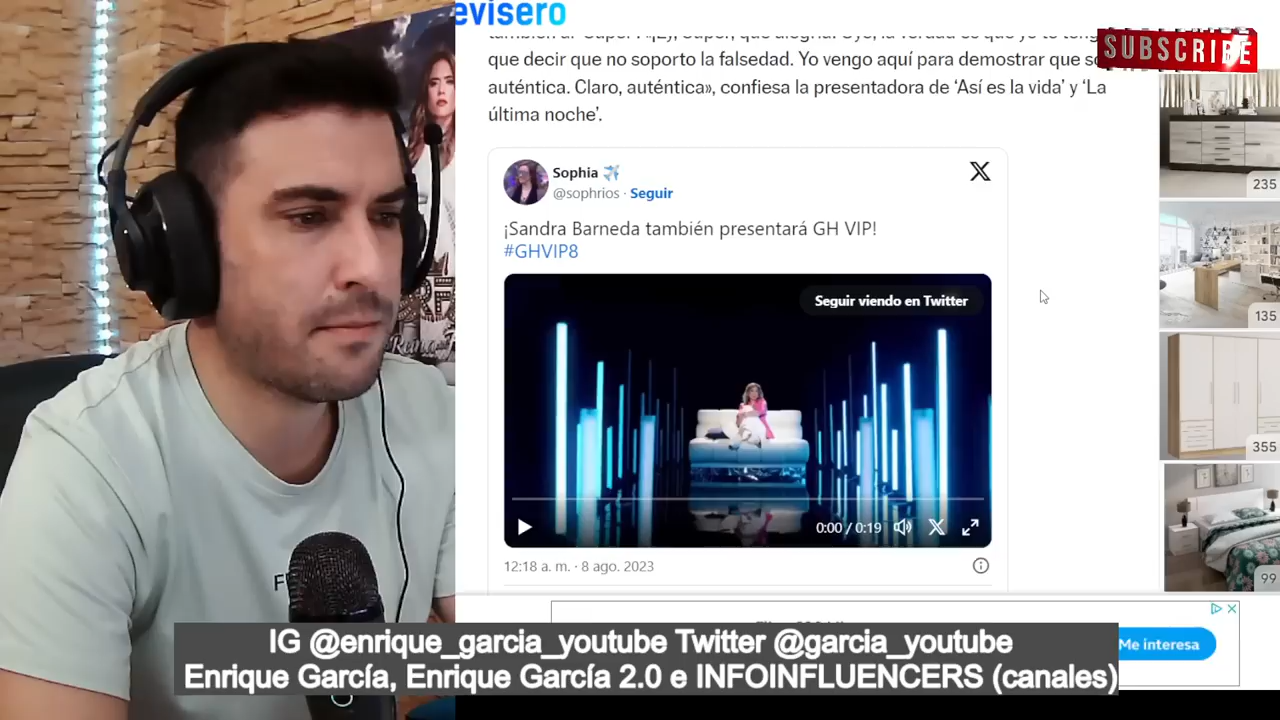 evisero
SUBSCRIBE
que decir que no soporto la falsedad. Yo vengo aquí para demostrar que so
auténtica. Claro, auténtica», confiesa la presentadora de ‘Así es la vida’ y ‘La
última noche’.
Sophia
@sophrios · Seguir
¡Sandra Barneda también presentará GH VIP!
#GHVIP8
Seguir viendo en Twitter
0:00 / 0:19
12:18 a. m. · 8 ago. 2023
235
135
355
99
Me interesa
IG @enrique_garcia_youtube Twitter @garcia_youtube
Enrique García, Enrique García 2.0 e INFOINFLUENCERS (canales)